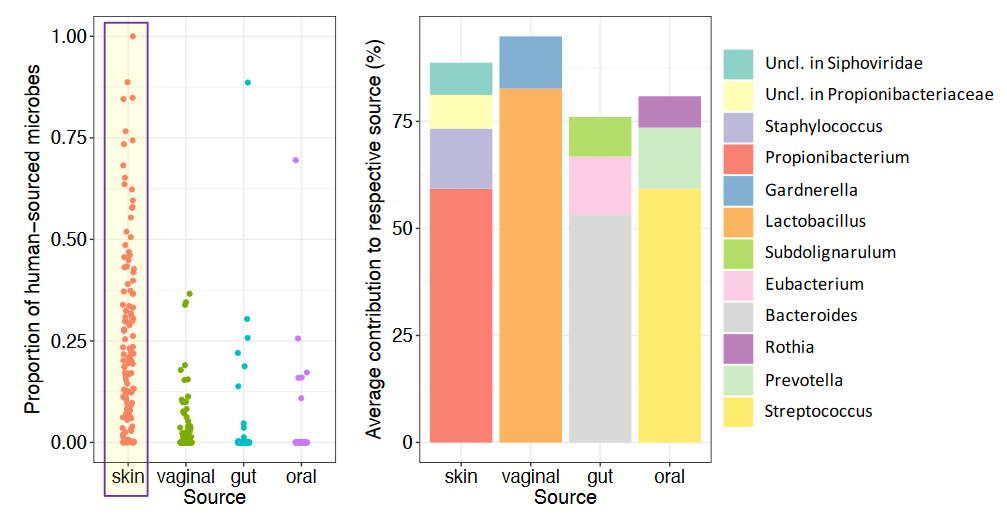 Proportion of human−sourced microbes
1.00
0.75
0.50
0.25
0.00
skin vaginal gut oral
Source
Average contribution to respective source (%)
75
50
25
0
skin vaginal gut oral
Source
Uncl. in Siphoviridae
Uncl. in Propionibacteriaceae
Staphylococcus
Propionibacterium
Gardnerella
Lactobacillus
Subdolignarulum
Eubacterium
Bacteroides
Rothia
Prevotella
Streptococcus